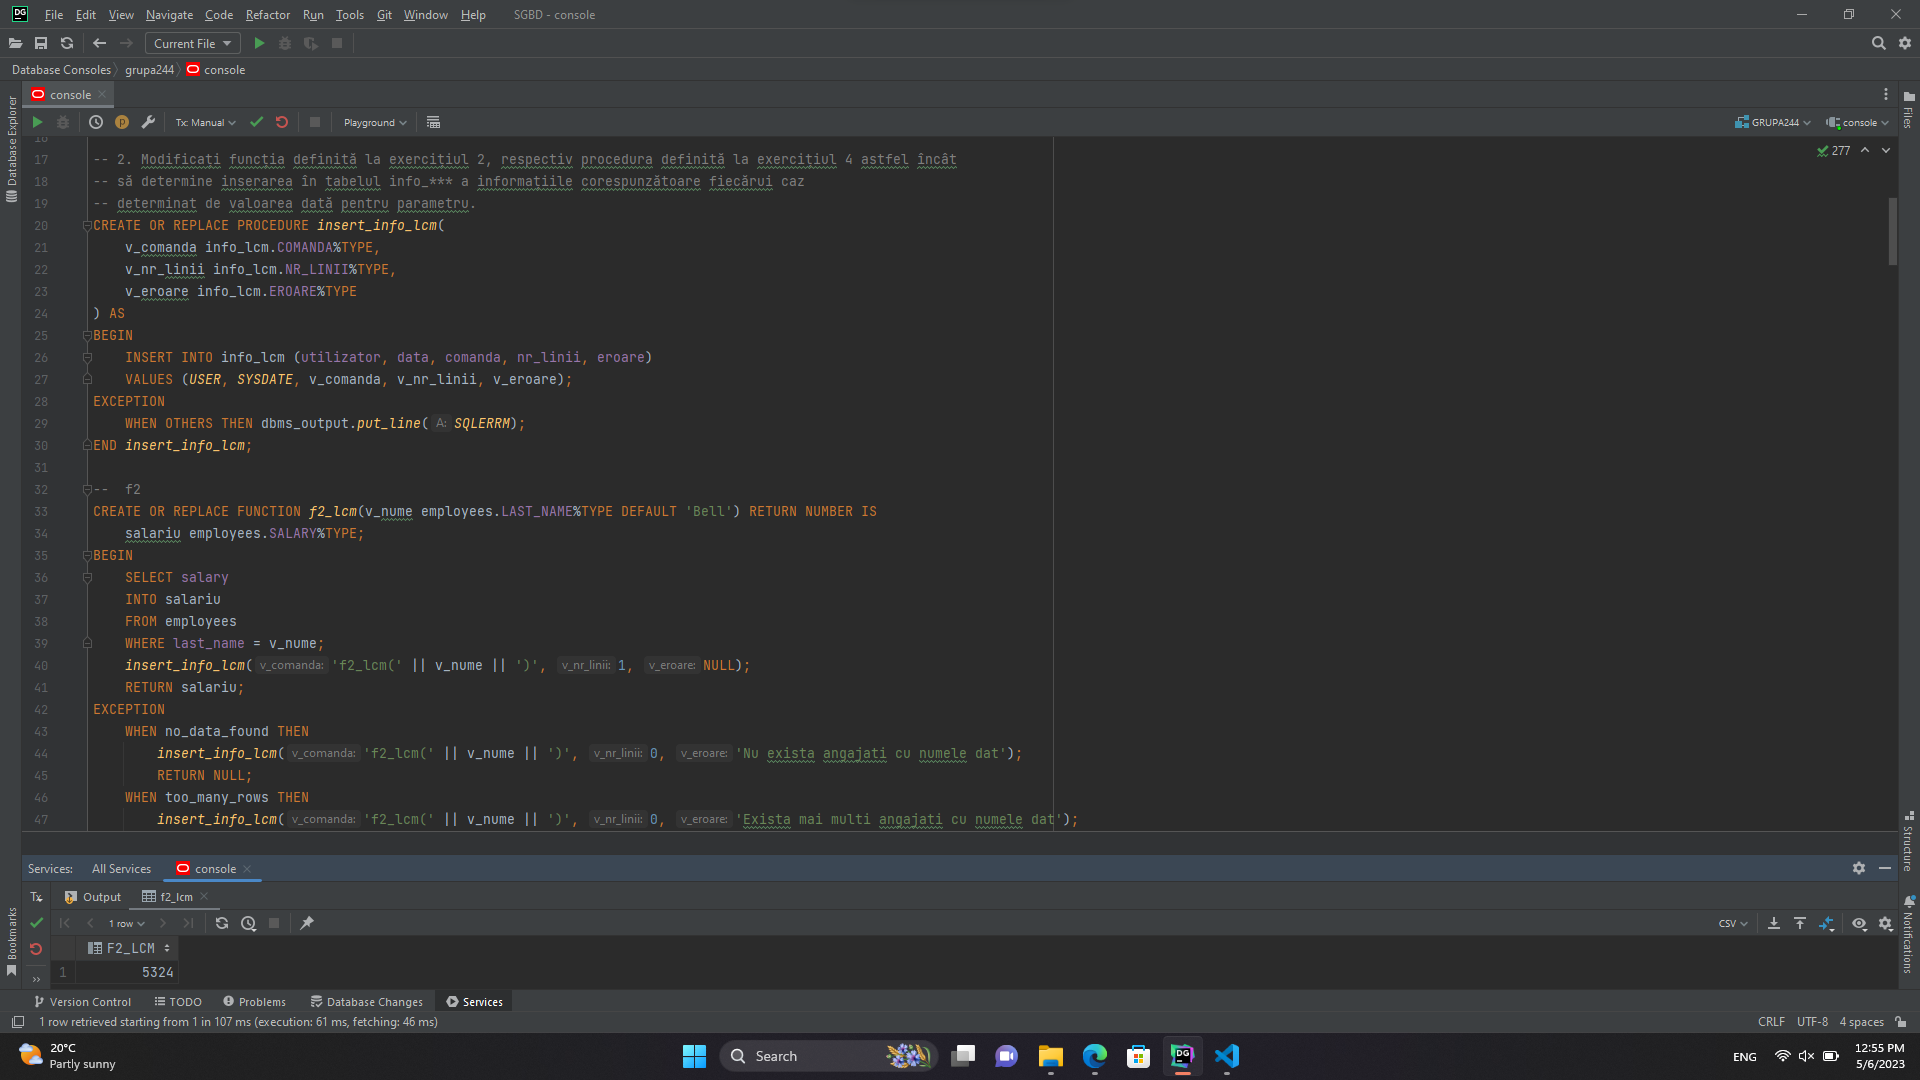 File Edit View Navigate Code Refactor Run Tools Git Window Help SGBD - console
Current File
Database Consoles grupa244 console
console
Tx: Manual Playground GRUPA244 console
277
Database Explorer
Files
17 -- 2. Modificati functia definită la exercitiul 2, respectiv procedura definită la exercițiul 4 astfel încât
18 -- să determine inserarea în tabelul info_*** a informațiile corespunzătoare fiecărui caz
19 -- determinat de valoarea dată pentru parametru.
20 CREATE OR REPLACE PROCEDURE insert_info_lcm(
21 v_comanda info_lcm.COMANDA%TYPE,
22 v_nr_linii info_lcm.NR_LINII%TYPE,
23 v_eroare info_lcm.EROARE%TYPE
24 ) AS
25 BEGIN
26 INSERT INTO info_lcm (utilizator, data, comanda, nr_linii, eroare)
27 VALUES (USER, SYSDATE, v_comanda, v_nr_linii, v_eroare);
28 EXCEPTION
29 WHEN OTHERS THEN dbms_output.put_line( A: SQLERRM);
30 END insert_info_lcm;
31
32 -- f2
33 CREATE OR REPLACE FUNCTION f2_lcm(v_nume employees.LAST_NAME%TYPE DEFAULT 'Bell') RETURN NUMBER IS
34 salariu employees.SALARY%TYPE;
35 BEGIN
36 SELECT salary
37 INTO salariu
38 FROM employees
39 WHERE last_name = v_nume;
40 insert_info_lcm( v_comanda: 'f2_lcm(' || v_nume || ')', v_nr_linii: 1, v_eroare: NULL);
41 RETURN salariu;
42 EXCEPTION
43 WHEN no_data_found THEN
44 insert_info_lcm( v_comanda: 'f2_lcm(' || v_nume || ')', v_nr_linii: 0, v_eroare: 'Nu exista angajati cu numele dat');
45 RETURN NULL;
46 WHEN too_many_rows THEN
47 insert_info_lcm( v_comanda: 'f2_lcm(' || v_nume || ')', v_nr_linii: 0, v_eroare: 'Exista mai multi angajati cu numele dat');
Structure
Notifications
Bookmarks
Services: All Services console
Tx Output f2_lcm
1 row CSV
F2_LCM
1 5324
Version Control TODO Problems Database Changes Services
1 row retrieved starting from 1 in 107 ms (execution: 61 ms, fetching: 46 ms) CRLF UTF-8 4 spaces
20°C
Partly sunny
Search
ENG
12:55 PM
5/6/2023